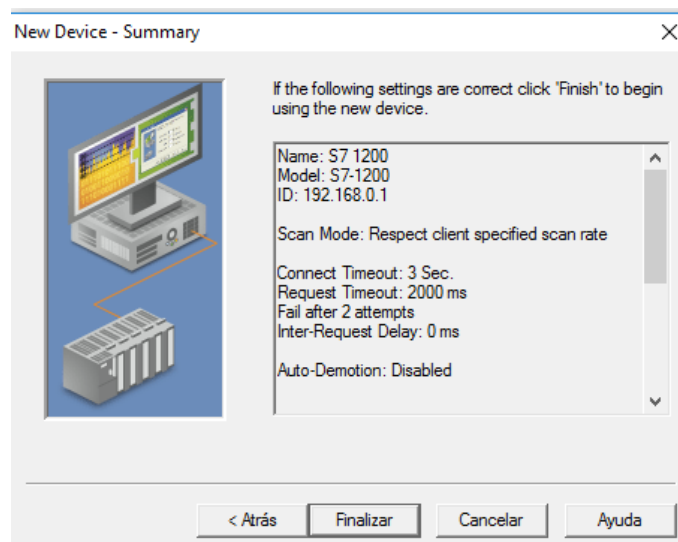 New Device - Summary
If the following settings are correct click 'Finish' to begin
using the new device.
Name: S7 1200
Model: S7-1200
ID: 192.168.0.1
Scan Mode: Respect client specified scan rate
Connect Timeout: 3 Sec.
Request Timeout: 2000 ms
Fail after 2 attempts
Inter-Request Delay: 0 ms
Auto-Demotion: Disabled
< Atrás Finalizar Cancelar Ayuda